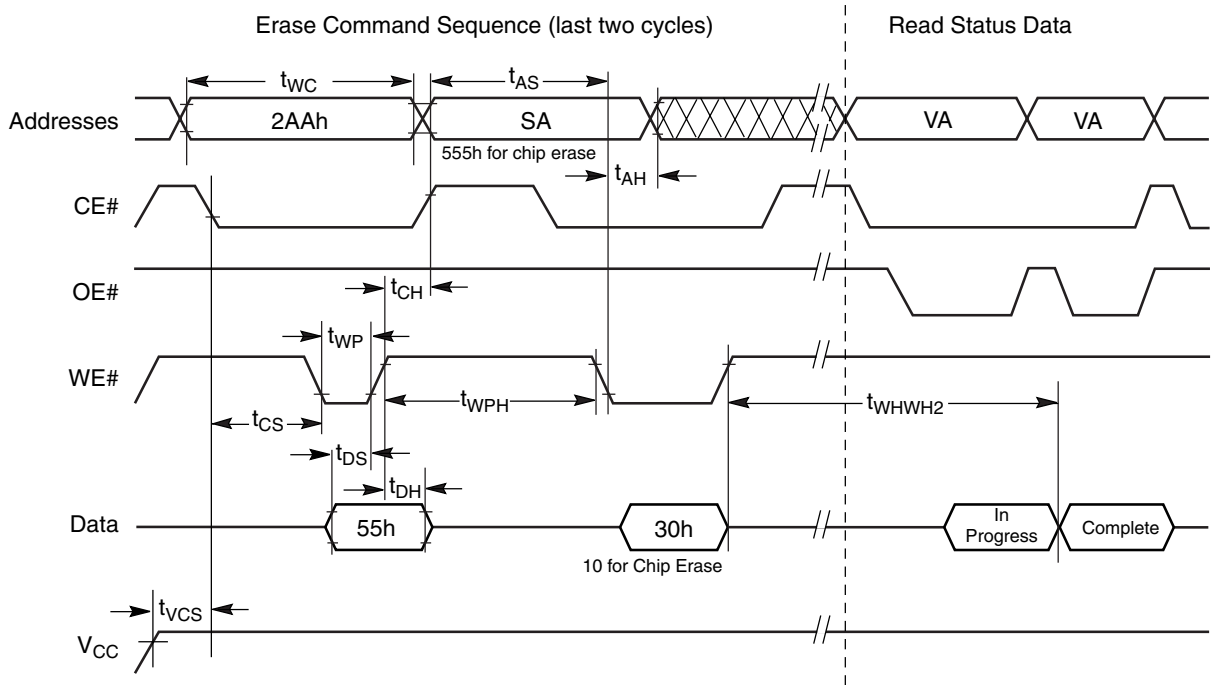 Erase Command Sequence (last two cycles)
Read Status Data
tWC
tAS
Addresses
2AAh
SA
VA
VA
555h for chip erase
tAH
CE#
OE#
tCH
tWP
WE#
tWPH
tWHWH2
tCS
tDS
tDH
Data
55h
30h
In
Progress
Complete
10 for Chip Erase
tVCS
VCC